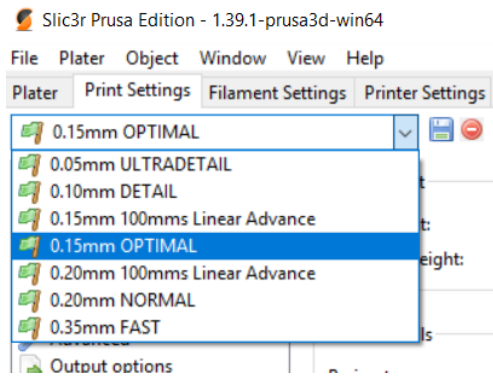 Slic3r Prusa Edition - 1.39.1-prusa3d-win64
File Plater Object Window View Help
Plater Print Settings Filament Settings Printer Settings
0.15mm OPTIMAL
0.05mm ULTRADETAIL
0.10mm DETAIL
0.15mm 100mms Linear Advance
0.15mm OPTIMAL
0.20mm 100mms Linear Advance
0.20mm NORMAL
0.35mm FAST
Output options